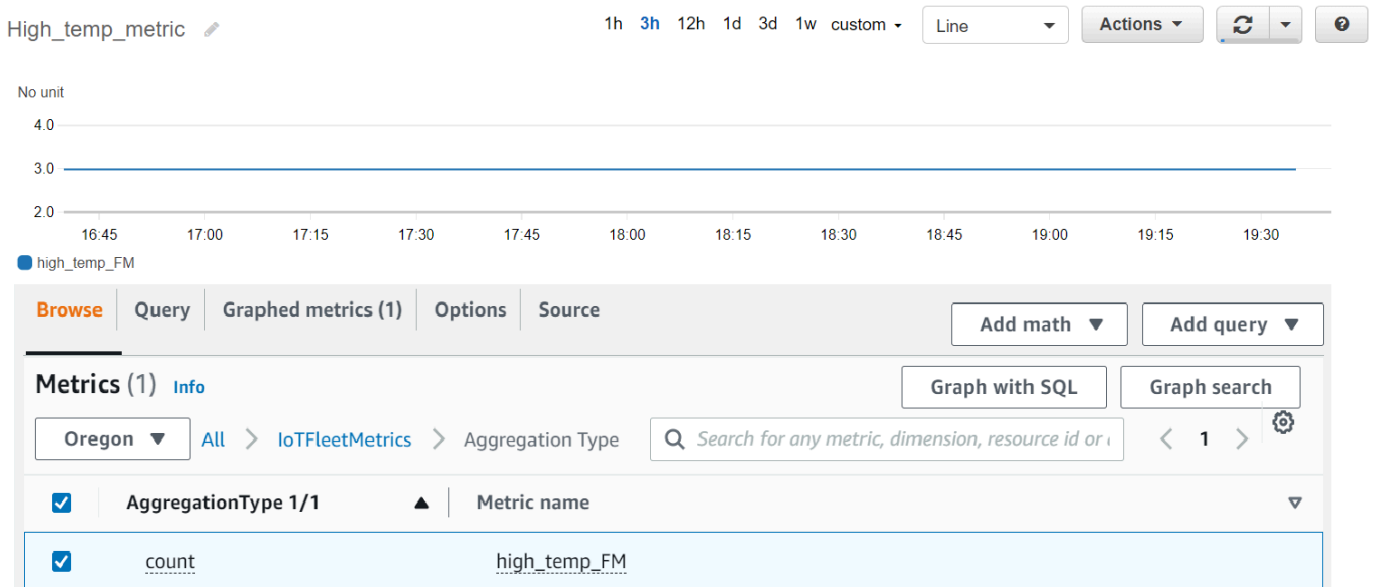 High_temp_metric
1h 3h 12h 1d 3d 1w custom Line Actions
No unit
4.0
3.0
2.0
16:45 17:00 17:15 17:30 17:45 18:00 18:15 18:30 18:45 19:00 19:15 19:30
high_temp_FM
Browse Query Graphed metrics (1) Options Source Add math Add query
Metrics (1) Info Graph with SQL Graph search
Oregon All IoTFleetMetrics Aggregation Type Search for any metric, dimension, resource id or 1
AggregationType 1/1 Metric name
count high_temp_FM